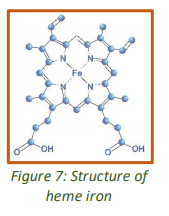 N N
Fe
N N
O OH O OH
Figure 7: Structure of
heme iron